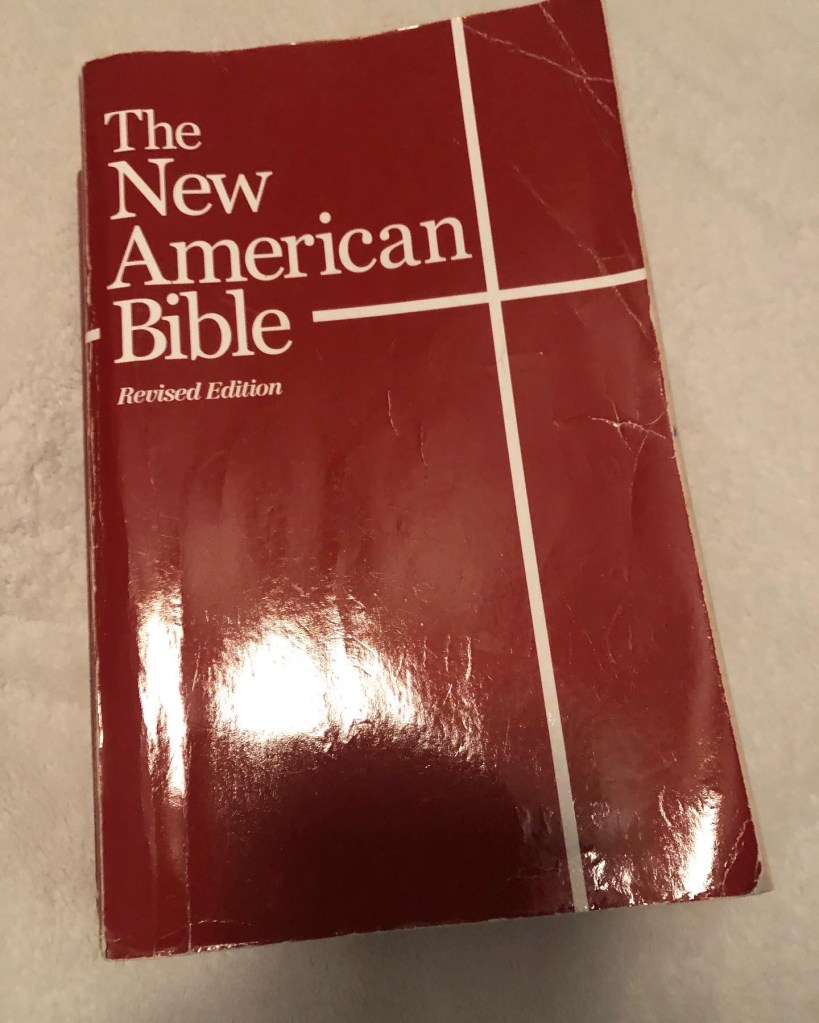 The
New
American
Bible
Revised Edition